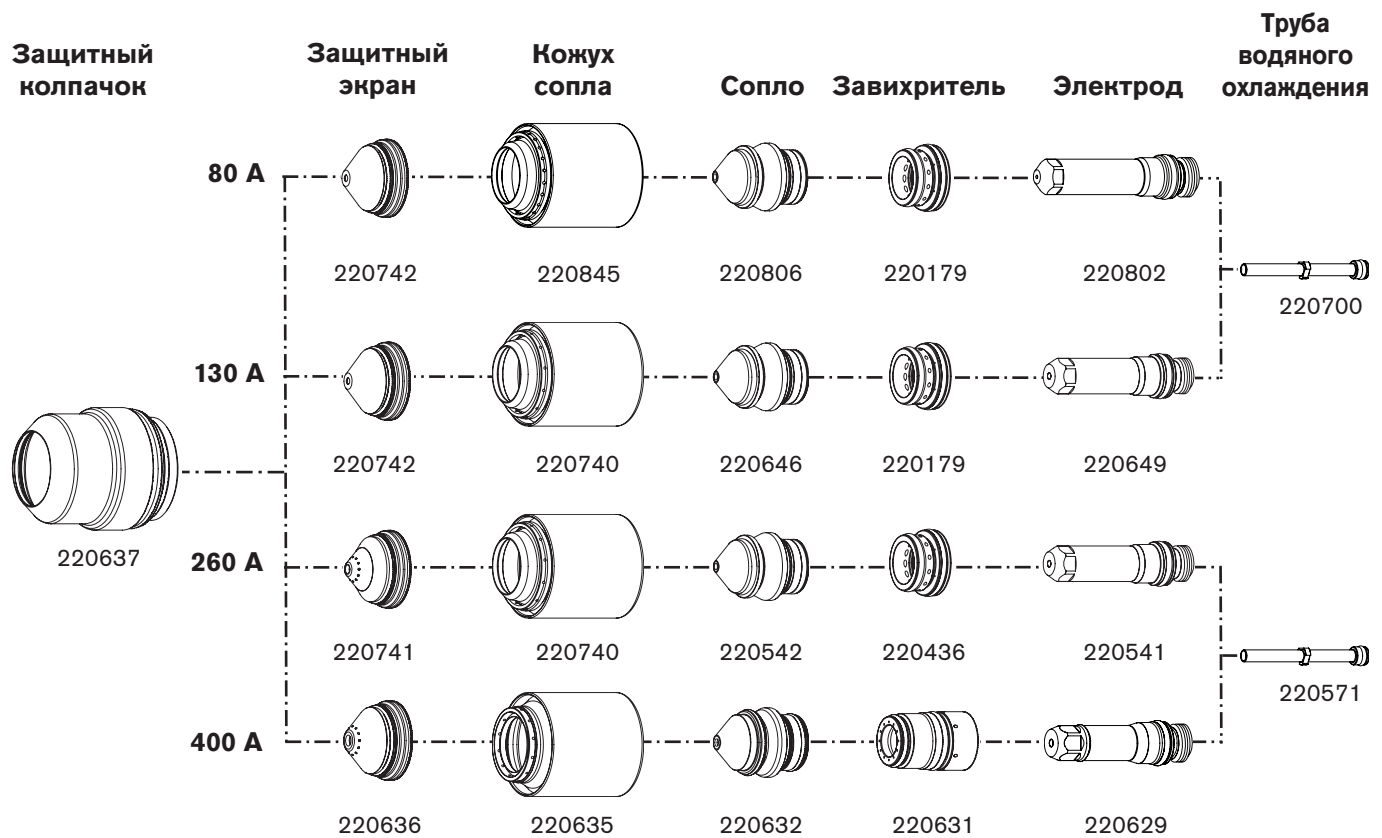 Защитный
колпачок
Защитный
экран
Кожух
сопла
Сопло
Завихритель
Электрод
Труба
водяного
охлаждения
80 A
220742
220845
220806
220179
220802
220700
130 A
220742
220740
220646
220179
220649
220637
260 A
220741
220740
220542
220436
220541
220571
400 A
220636
220635
220632
220631
220629